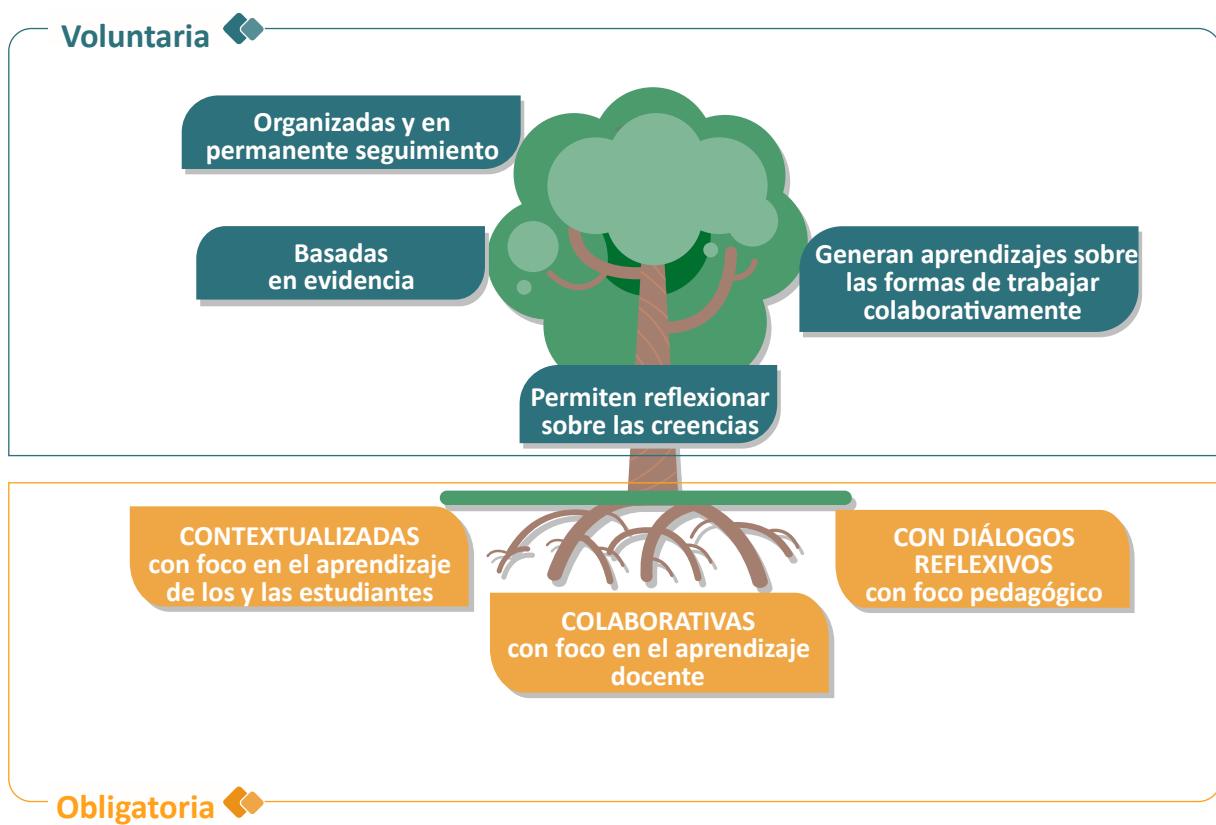 Voluntaria
Organizadas y en
permanente seguimiento
Basadas
en evidencia
Generan aprendizajes sobre
las formas de trabajar
colaborativamente
Permiten reflexionar
sobre las creencias
CONTEXTUALIZADAS
con foco en el aprendizaje
de los y las estudiantes
COLABORATIVAS
con foco en el aprendizaje
docente
CON DIÁLOGOS
REFLEXIVOS
con foco pedagógico
Obligatoria